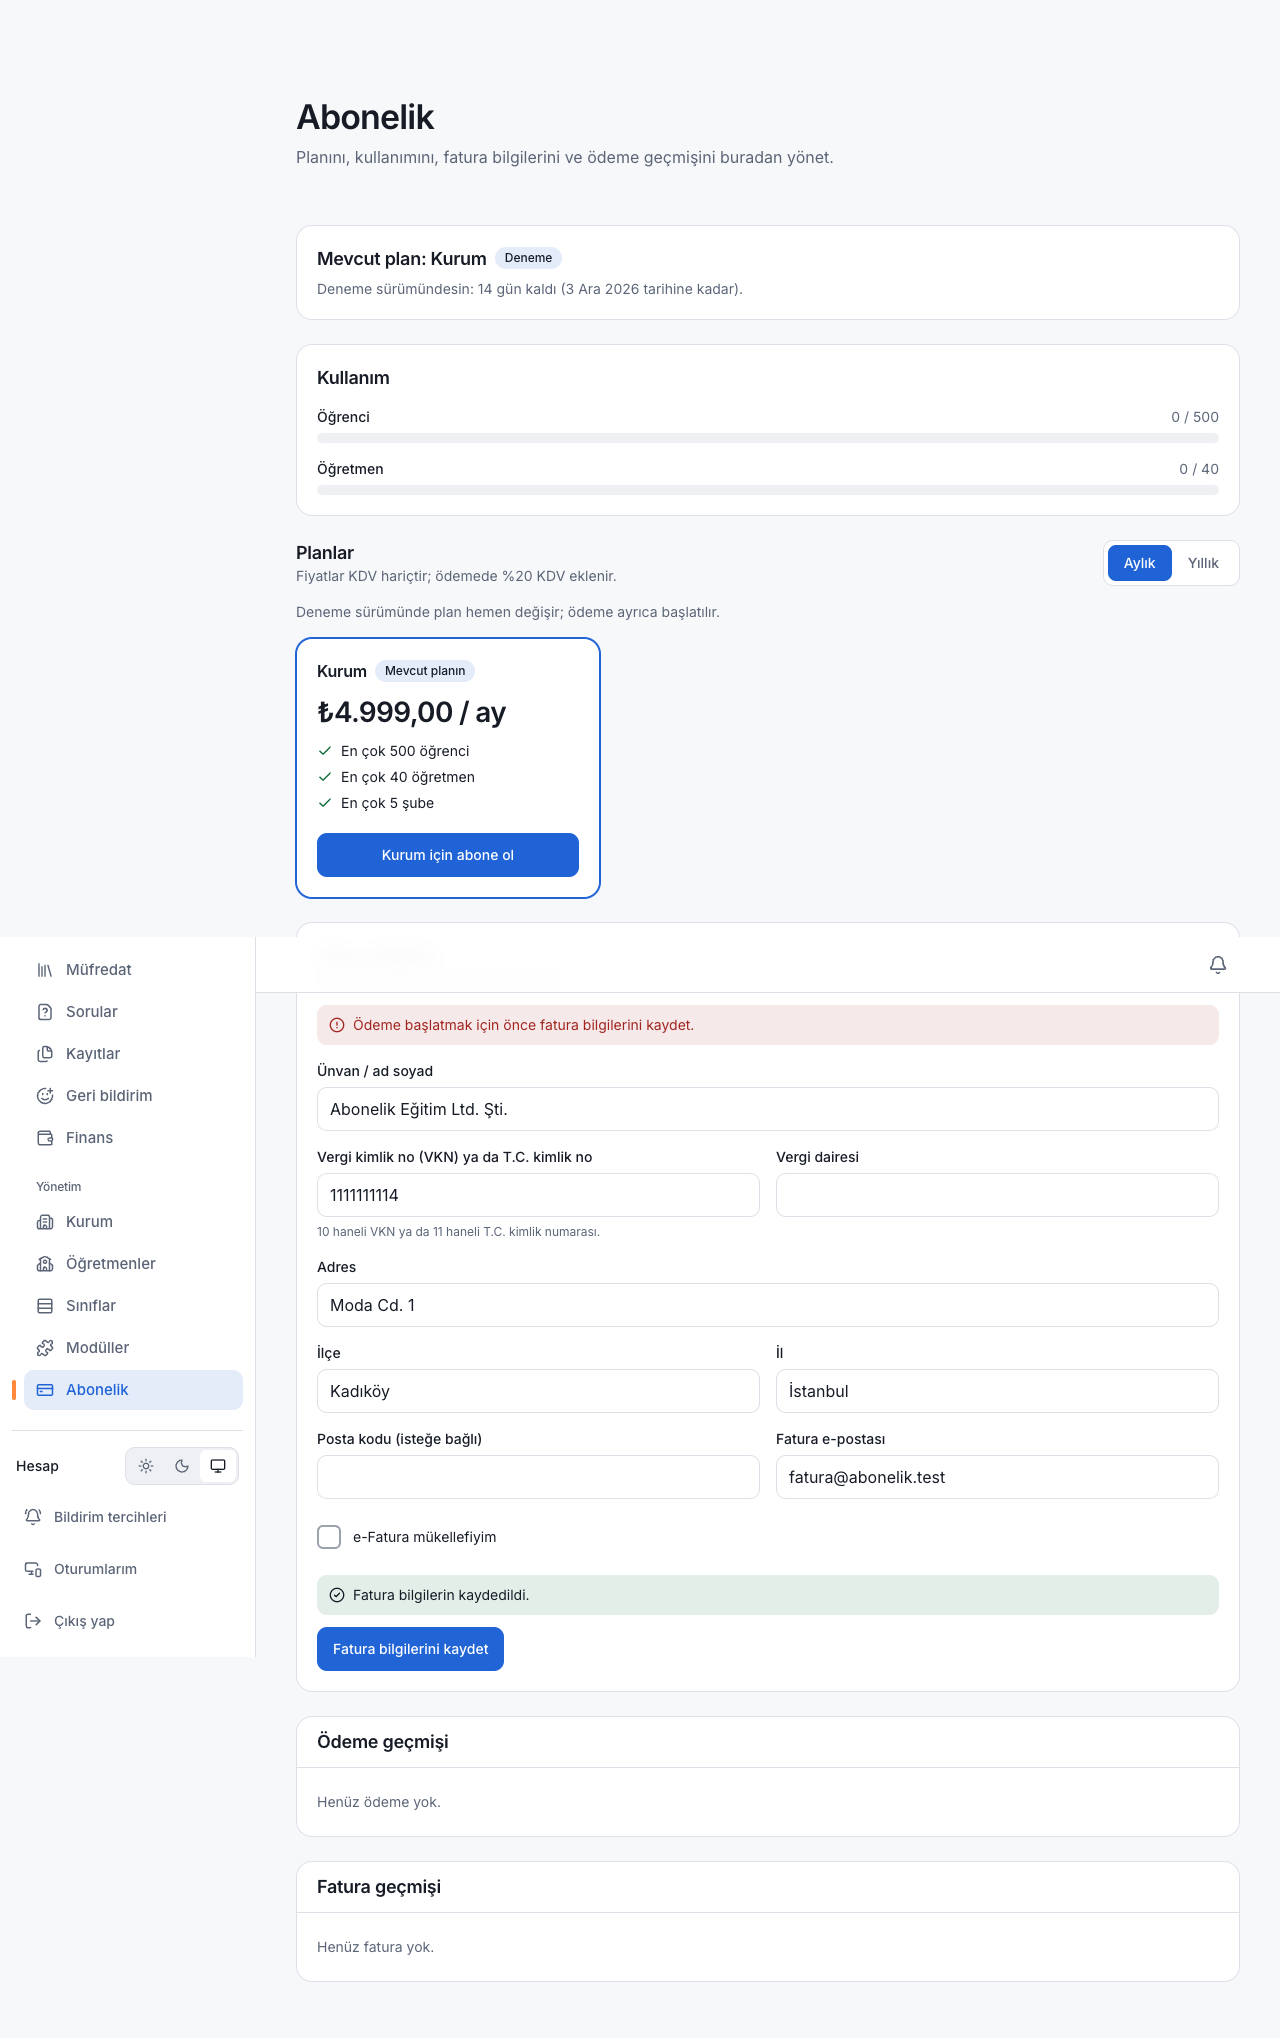 Abonelik
Planını, kullanımını, fatura bilgilerini ve ödeme geçmişini buradan yönet.
Mevcut plan: Kurum
Deneme
Deneme sürümündesin: 14 gün kaldı (3 Ara 2026 tarihine kadar).
Kullanım
Öğrenci
0 / 500
Öğretmen
0 / 40
Planlar
Fiyatlar KDV hariçtir; ödemede %20 KDV eklenir.
Aylık
Yıllık
Deneme sürümünde plan hemen değişir; ödeme ayrıca başlatılır.
Kurum
Mevcut planın
₺4.999,00 / ay
En çok 500 öğrenci
En çok 40 öğretmen
En çok 5 şube
Kurum için abone ol
Müfredat
Sorular
Kayıtlar
Geri bildirim
Finans
Yönetim
Kurum
Öğretmenler
Sınıflar
Modüller
Abonelik
Hesap
Bildirim tercihleri
Oturumlarım
Çıkış yap
Ödeme başlatmak için önce fatura bilgilerini kaydet.
Ünvan / ad soyad
Abonelik Eğitim Ltd. Şti.
Vergi kimlik no (VKN) ya da T.C. kimlik no
1111111114
10 haneli VKN ya da 11 haneli T.C. kimlik numarası.
Vergi dairesi
Adres
Moda Cd. 1
İlçe
Kadıköy
İl
İstanbul
Posta kodu (isteğe bağlı)
Fatura e-postası
fatura@abonelik.test
e-Fatura mükellefiyim
Fatura bilgilerin kaydedildi.
Fatura bilgilerini kaydet
Ödeme geçmişi
Henüz ödeme yok.
Fatura geçmişi
Henüz fatura yok.